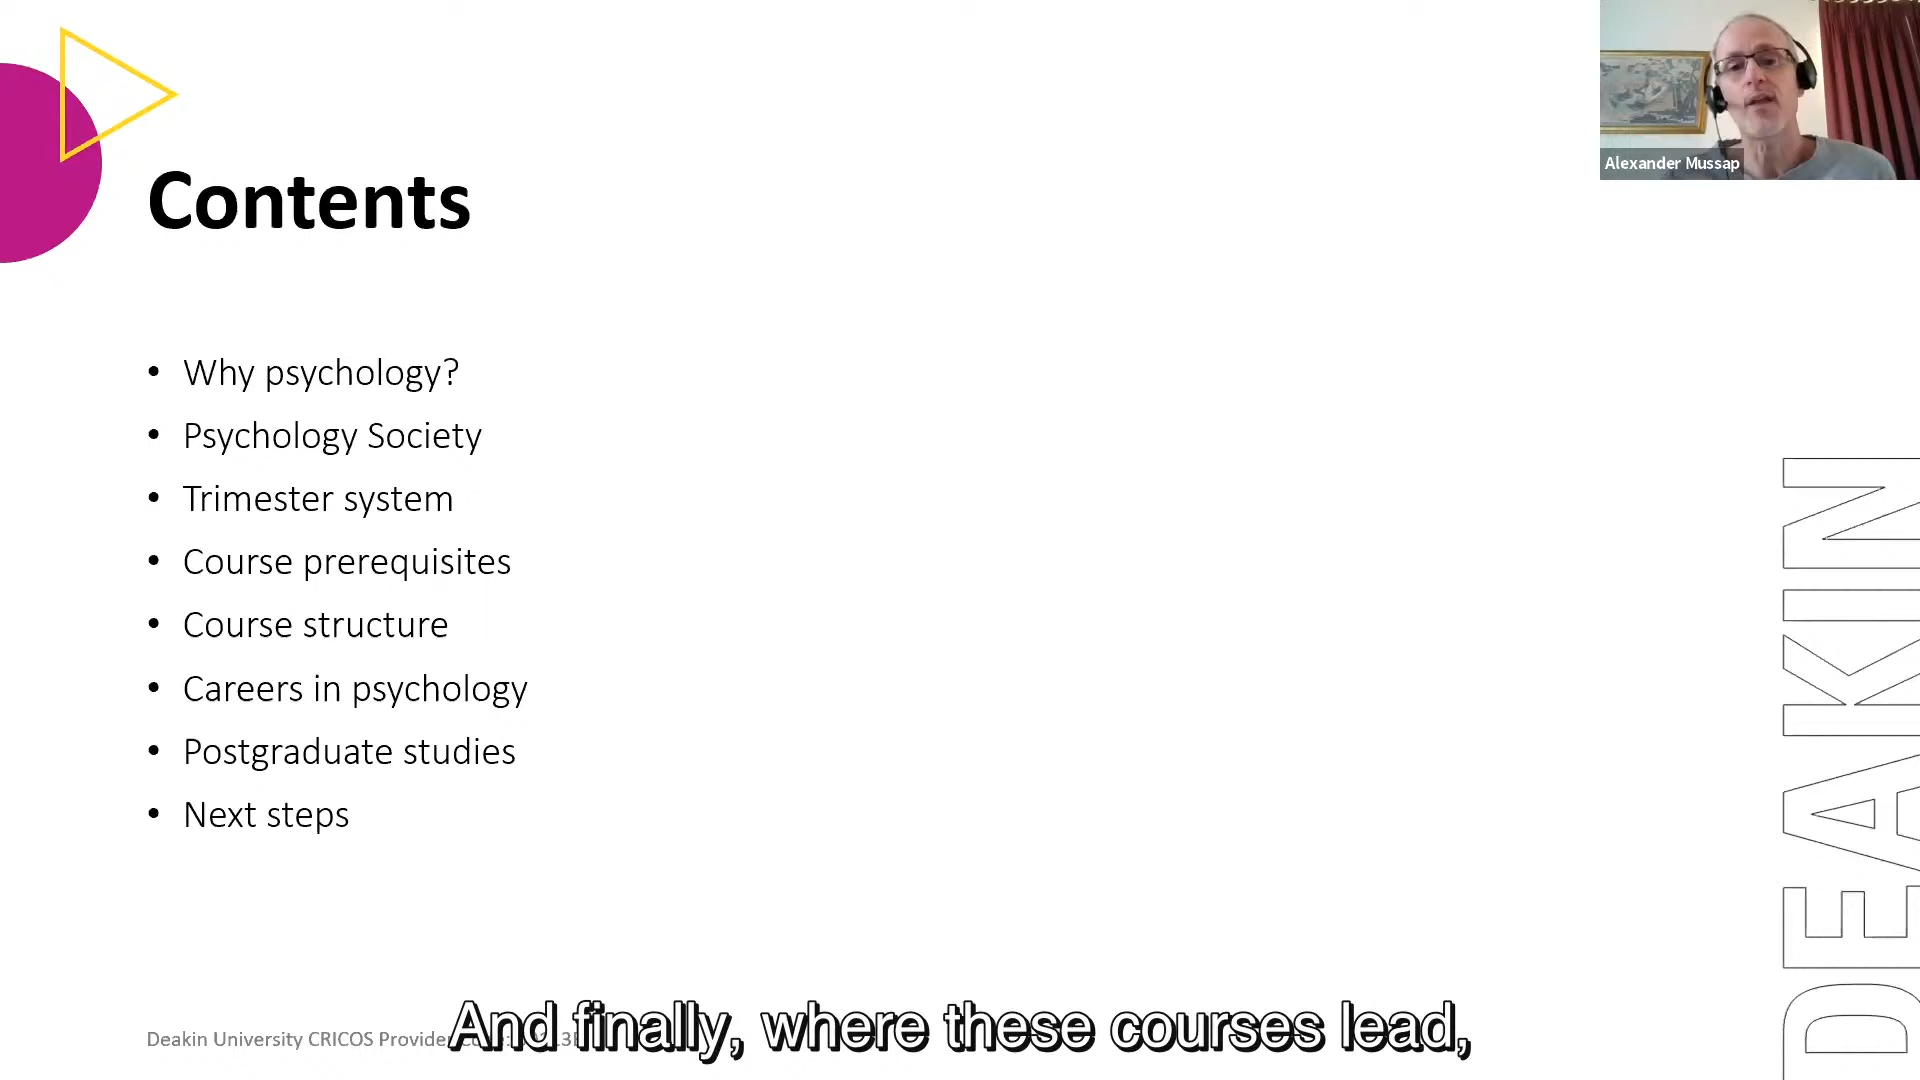 Alexander Mussap
Contents
• Why psychology?
• Psychology Society
• Trimester system
• Course prerequisites
• Course structure
• Careers in psychology
• Postgraduate studies
• Next steps
DEAKIN
Deakin University CRICOS Provider
And finally, where these courses lead,